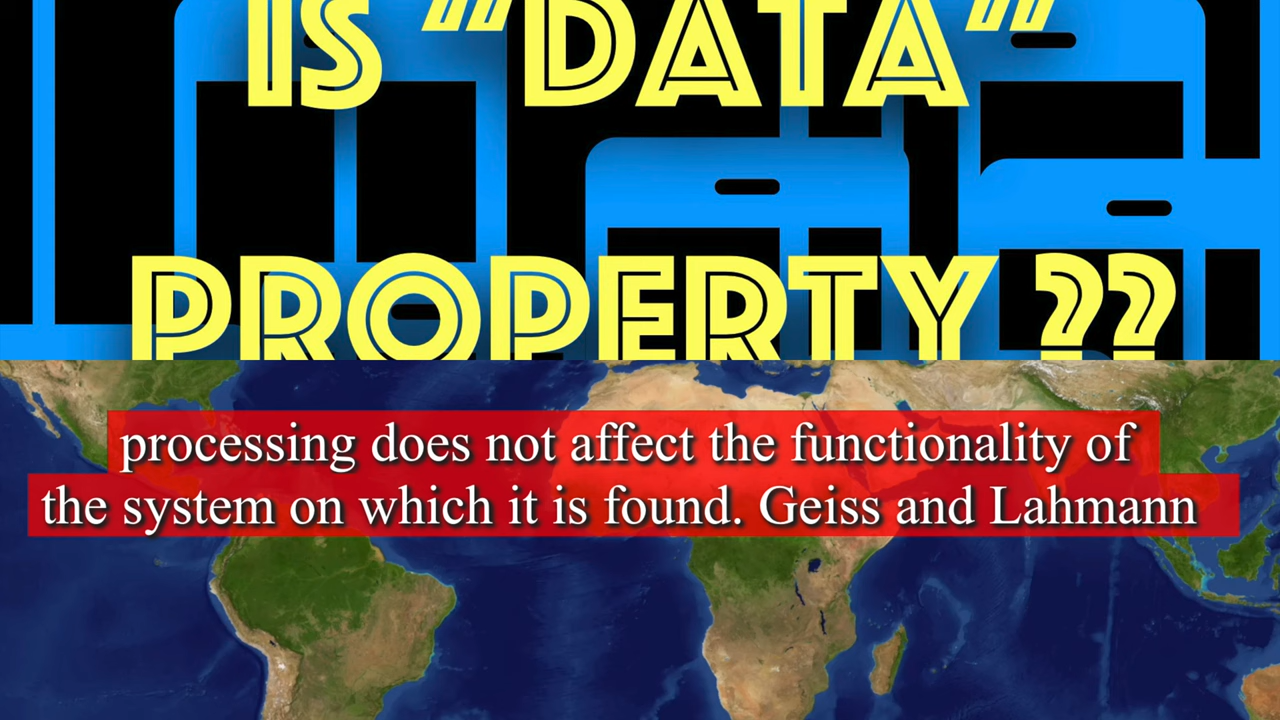 IS “DATA”
PROPERTY ??
processing does not affect the functionality of
the system on which it is found. Geiss and Lahmann